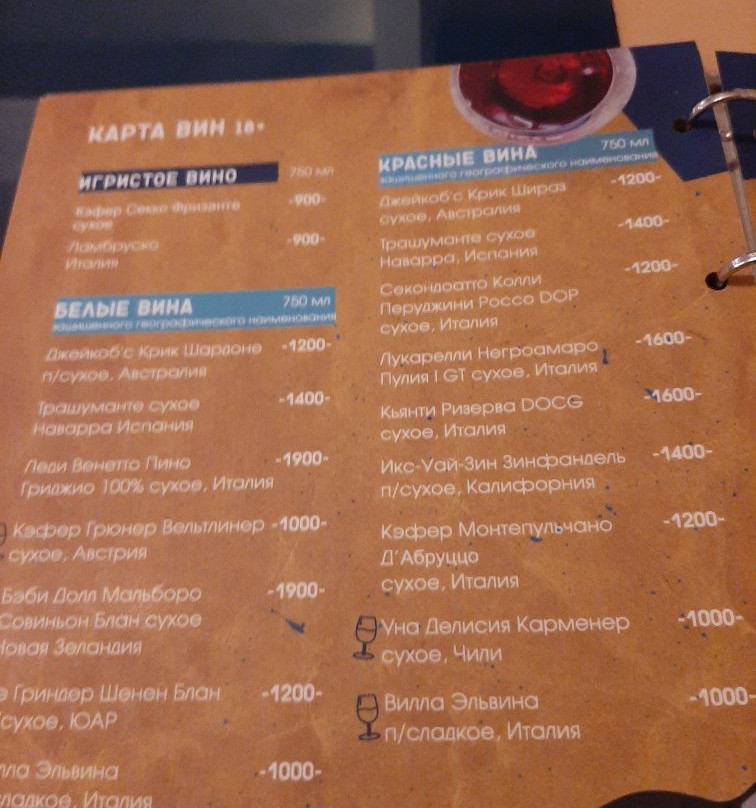 КАРТА ВИН 18+
ИГРИСТОЕ ВИНО 750 мл
Кэфер Секко Фризанте -900-
сухое
Ламбруско -900-
Италия
БЕЛЫЕ ВИНА 750 мл
защищенного географического наименования
Джейкоб'с Крик Шардоне -1200-
п/сухое, Австралия
Трашуманте сухое -1400-
Наварра Испания
Леди Венетто Пино -1900-
Гриджио 100% сухое, Италия
Кэфер Грюнер Вельтлинер -1000-
сухое, Австрия
Бэби Долл Мальборо -1900-
Совиньон Блан сухое
Новая Зеландия
Гриндер Шенен Блан -1200-
сухое, ЮАР
Эльвина -1000-
Италия
КРАСНЫЕ ВИНА 750 мл
защищенного географического наименования
Джейкоб'с Крик Шираз -1200-
сухое, Австралия
Трашуманте сухое -1400-
Наварра, Испания
Секондоатто Колли -1200-
Перуджини Россо DOP
сухое, Италия
Лукарелли Негроамаро -1600-
Пулия I GT сухое, Италия
Кьянти Ризерва DOCG -1600-
сухое, Италия
Икс-Уай-Зин Зинфандель -1400-
п/сухое, Калифорния
Кэфер Монтепульчано -1200-
Д'Абруццо
сухое, Италия
Уна Делисия Карменер -1000-
сухое, Чили
Вилла Эльвина -1000-
п/сладкое, Италия